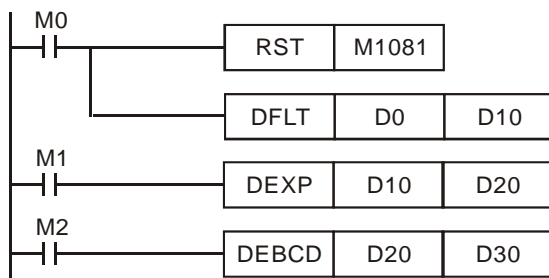 M0
RST M1081
DFLT D0 D10
M1
DEXP D10 D20
M2
DEBCD D20 D30